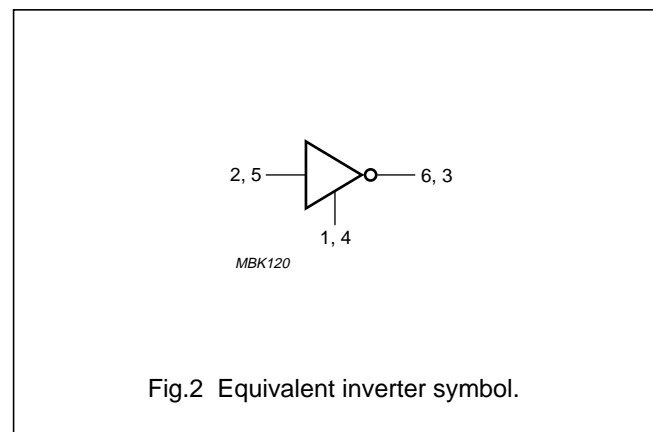 2, 5
6, 3
1, 4
MBK120
Fig.2 Equivalent inverter symbol.